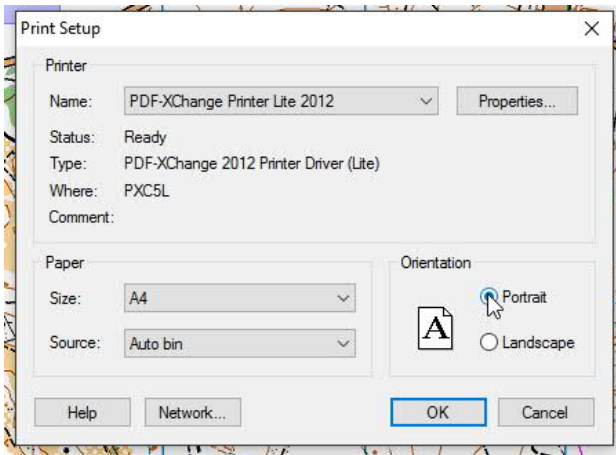 Print Setup
Printer
Name: PDF-XChange Printer Lite 2012 Properties...
Status: Ready
Type: PDF-XChange 2012 Printer Driver (Lite)
Where: PXC5L
Comment:
Paper
Size: A4
Source: Auto bin
Orientation
A
Portrait
Landscape
Help Network... OK Cancel